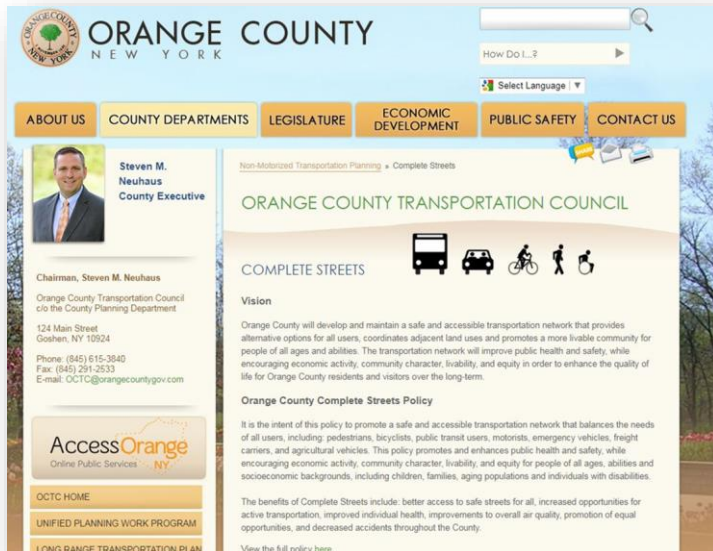 ORANGE COUNTY
NEW YORK
ORANGE COUNTY
NEW YORK
How Do I...?
Select Language ▼
ABOUT US
COUNTY DEPARTMENTS
LEGISLATURE
ECONOMIC
DEVELOPMENT
PUBLIC SAFETY
CONTACT US
Steven M.
Neuhaus
County Executive
Chairman, Steven M. Neuhaus
Orange County Transportation Council
c/o the County Planning Department
124 Main Street
Goshen, NY 10924
Phone: (845) 615-3840
Fax: (845) 291-2533
E-mail: OCTC@orangecountygov.com
AccessOrange
Online Public Services NY
OCTC HOME
UNIFIED PLANNING WORK PROGRAM
LONG RANGE TRANSPORTATION PLAN
Non-Motorized Transportation Planning » Complete Streets
ORANGE COUNTY TRANSPORTATION COUNCIL
COMPLETE STREETS
Vision
Orange County will develop and maintain a safe and accessible transportation network that provides
alternative options for all users, coordinates adjacent land uses and promotes a more livable community for
people of all ages and abilities. The transportation network will improve public health and safety, while
encouraging economic activity, community character, livability, and equity in order to enhance the quality of
life for Orange County residents and visitors over the long-term.
Orange County Complete Streets Policy
It is the intent of this policy to promote a safe and accessible transportation network that balances the needs
of all users, including: pedestrians, bicyclists, public transit users, motorists, emergency vehicles, freight
carriers, and agricultural vehicles. This policy promotes and enhances public health and safety, while
encouraging economic activity, community character, livability, and equity for people of all ages, abilities and
socioeconomic backgrounds, including children, families, aging populations and individuals with disabilities.
The benefits of Complete Streets include: better access to safe streets for all, increased opportunities for
active transportation, improved individual health, improvements to overall air quality, promotion of equal
opportunities, and decreased accidents throughout the County.
View the full policy here